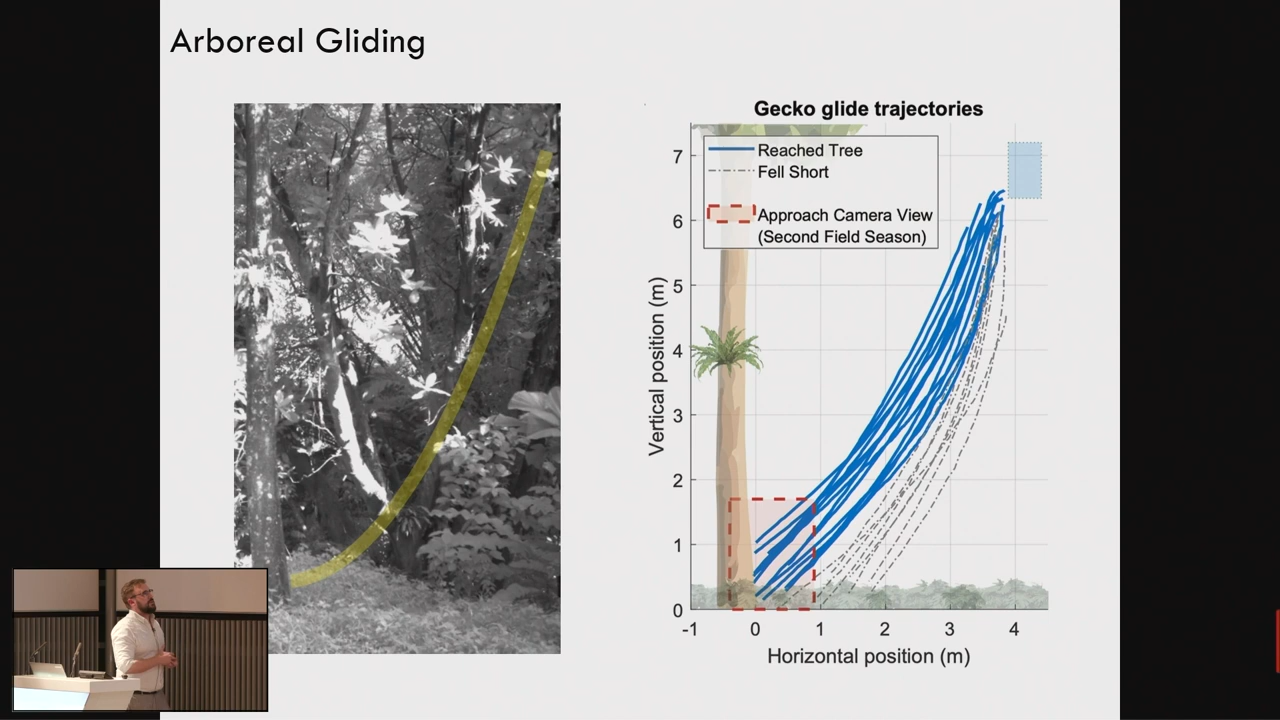 Arboreal Gliding
Gecko glide trajectories
Reached Tree
Fell Short
Approach Camera View
(Second Field Season)
Vertical position (m)
7
6
5
4
3
2
1
0
-1 0 1 2 3 4
Horizontal position (m)